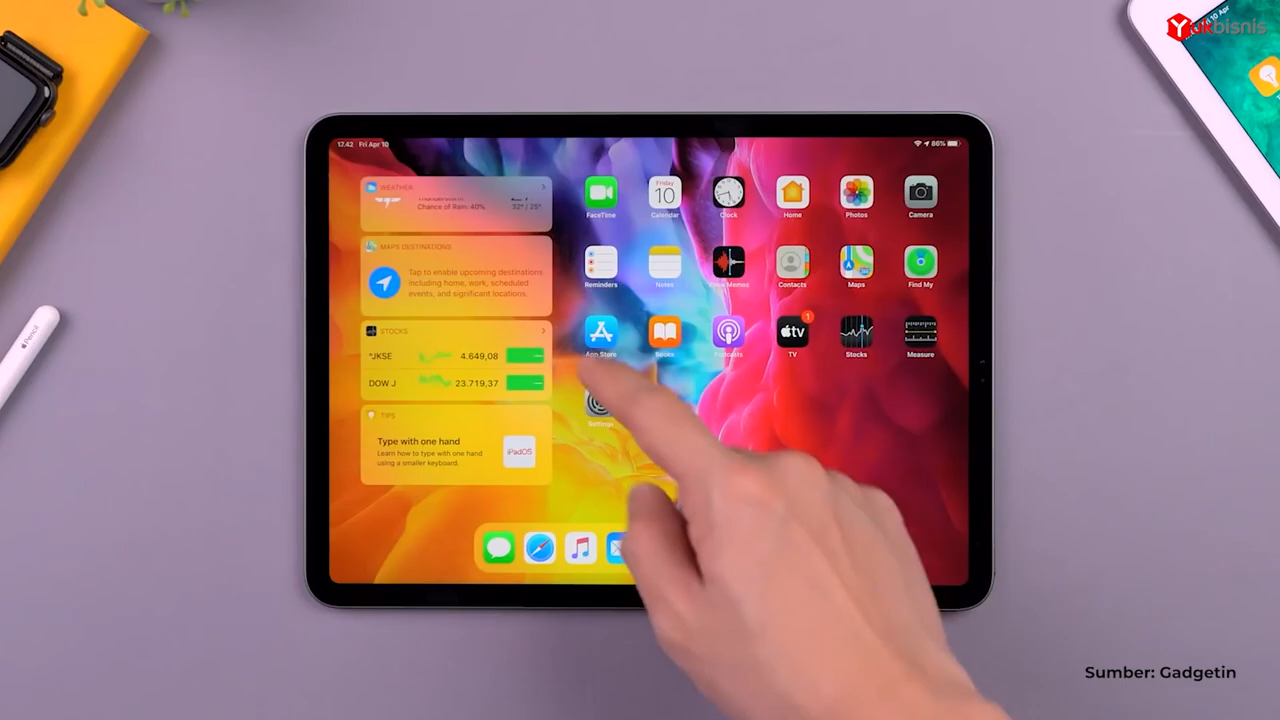 Yukbisnis
10 Apr
Pencil
17.42 Fri Apr 10
86%
WEATHER
Chance of Rain: 40%
32° / 25°
MAPS DESTINATIONS
Tap to enable upcoming destinations
including home, work, scheduled
events, and significant locations.
STOCKS
^JKSE 4.649,08
DOW J 23.719,37
TIPS
Type with one hand
Learn how to type with one hand
using a smaller keyboard.
iPadOS
Friday
10
FaceTime Calendar Clock Home Photos Camera
Reminders Notes Voice Memos Contacts Maps Find My
tv
1
App Store Books Podcasts TV Stocks Measure
Settings
Sumber: Gadgetin